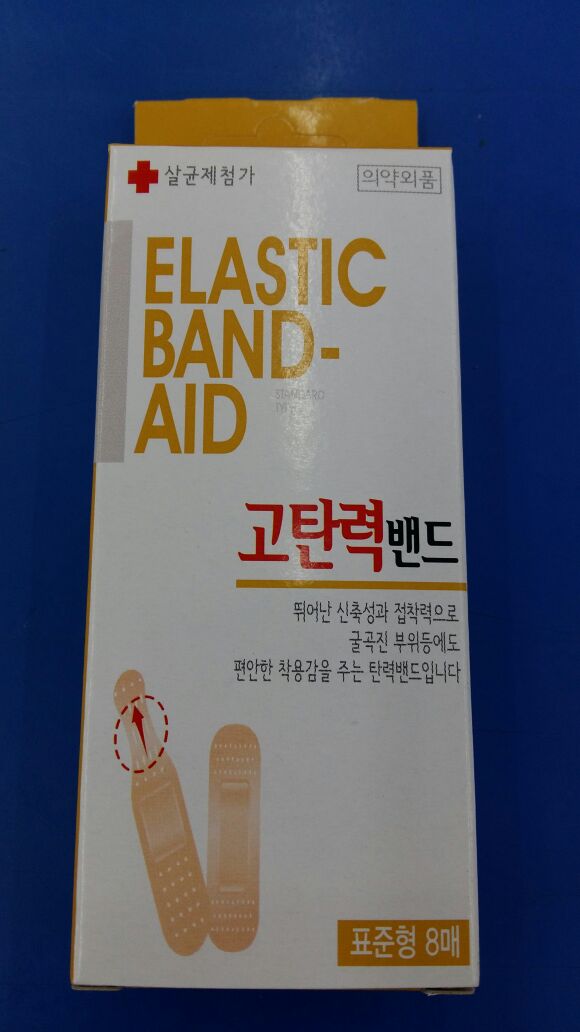 살균제첨가
의약외품
ELASTIC
BAND-
AID
STANDARD
TYPE
고탄력밴드
뛰어난 신축성과 접착력으로
굴곡진 부위등에도
편안한 착용감을 주는 탄력밴드입니다
표준형 8매